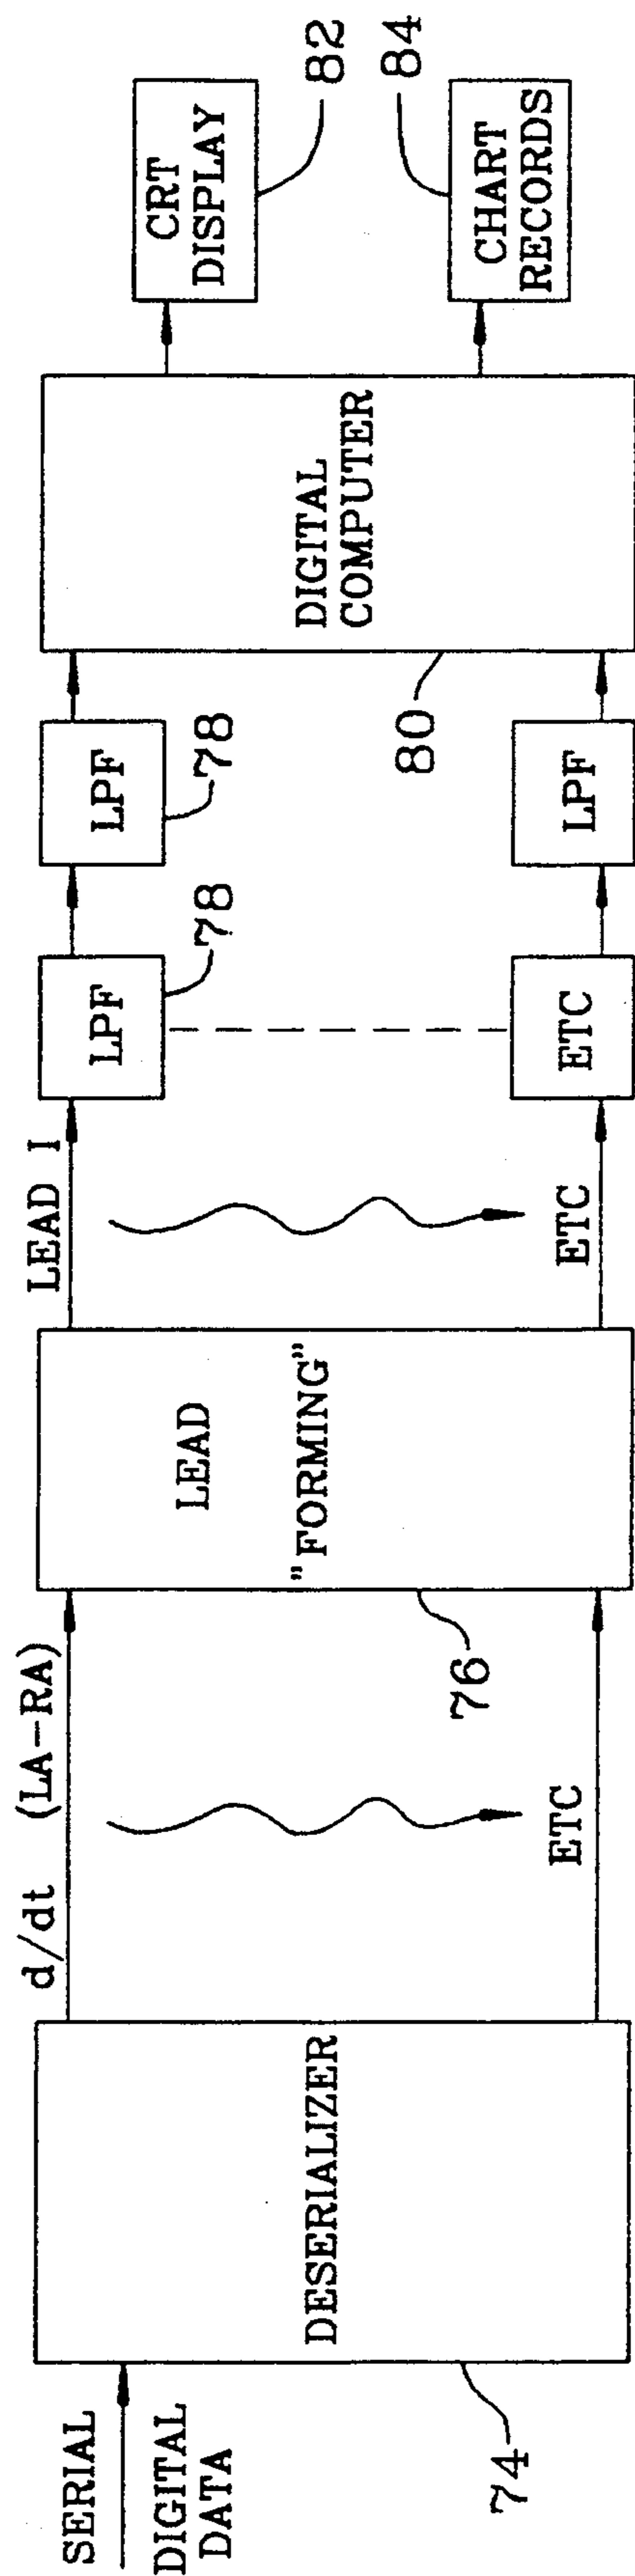 SERIAL
DIGITAL
DATA
DESERIALIZER
74
d/dt (LA-RA)
ETC
LEAD
"FORMING"
76
LEAD I
ETC
LPF
78
ETC
LPF
78
LPF
DIGITAL
COMPUTER
80
CRT
DISPLAY
82
CHART
RECORDS
84